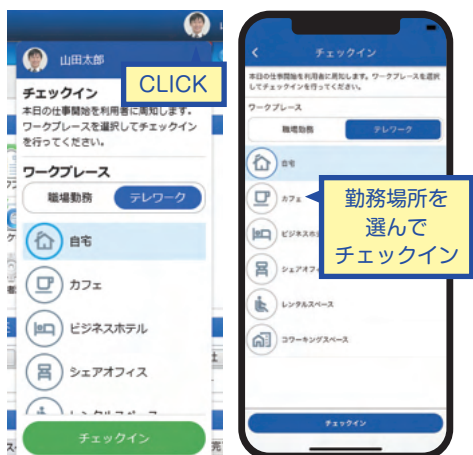 山田太郎
CLICK
チェックイン
本日の仕事開始を利用者に周知します。
ワークプレースを選択してチェックイン
を行ってください。
ワークプレース
職場勤務
テレワーク
自宅
カフェ
ビジネスホテル
シェアオフィス
チェックイン
チェックイン
本日の仕事開始を利用者に周知します。ワークプレースを選択
してチェックインを行ってください。
ワークプレース
職場勤務
テレワーク
自宅
カフェ
勤務場所を
選んで
チェックイン
ビジネスホ
シェアオフ
レンタルスペース
コワーキングスペース
チェックイン